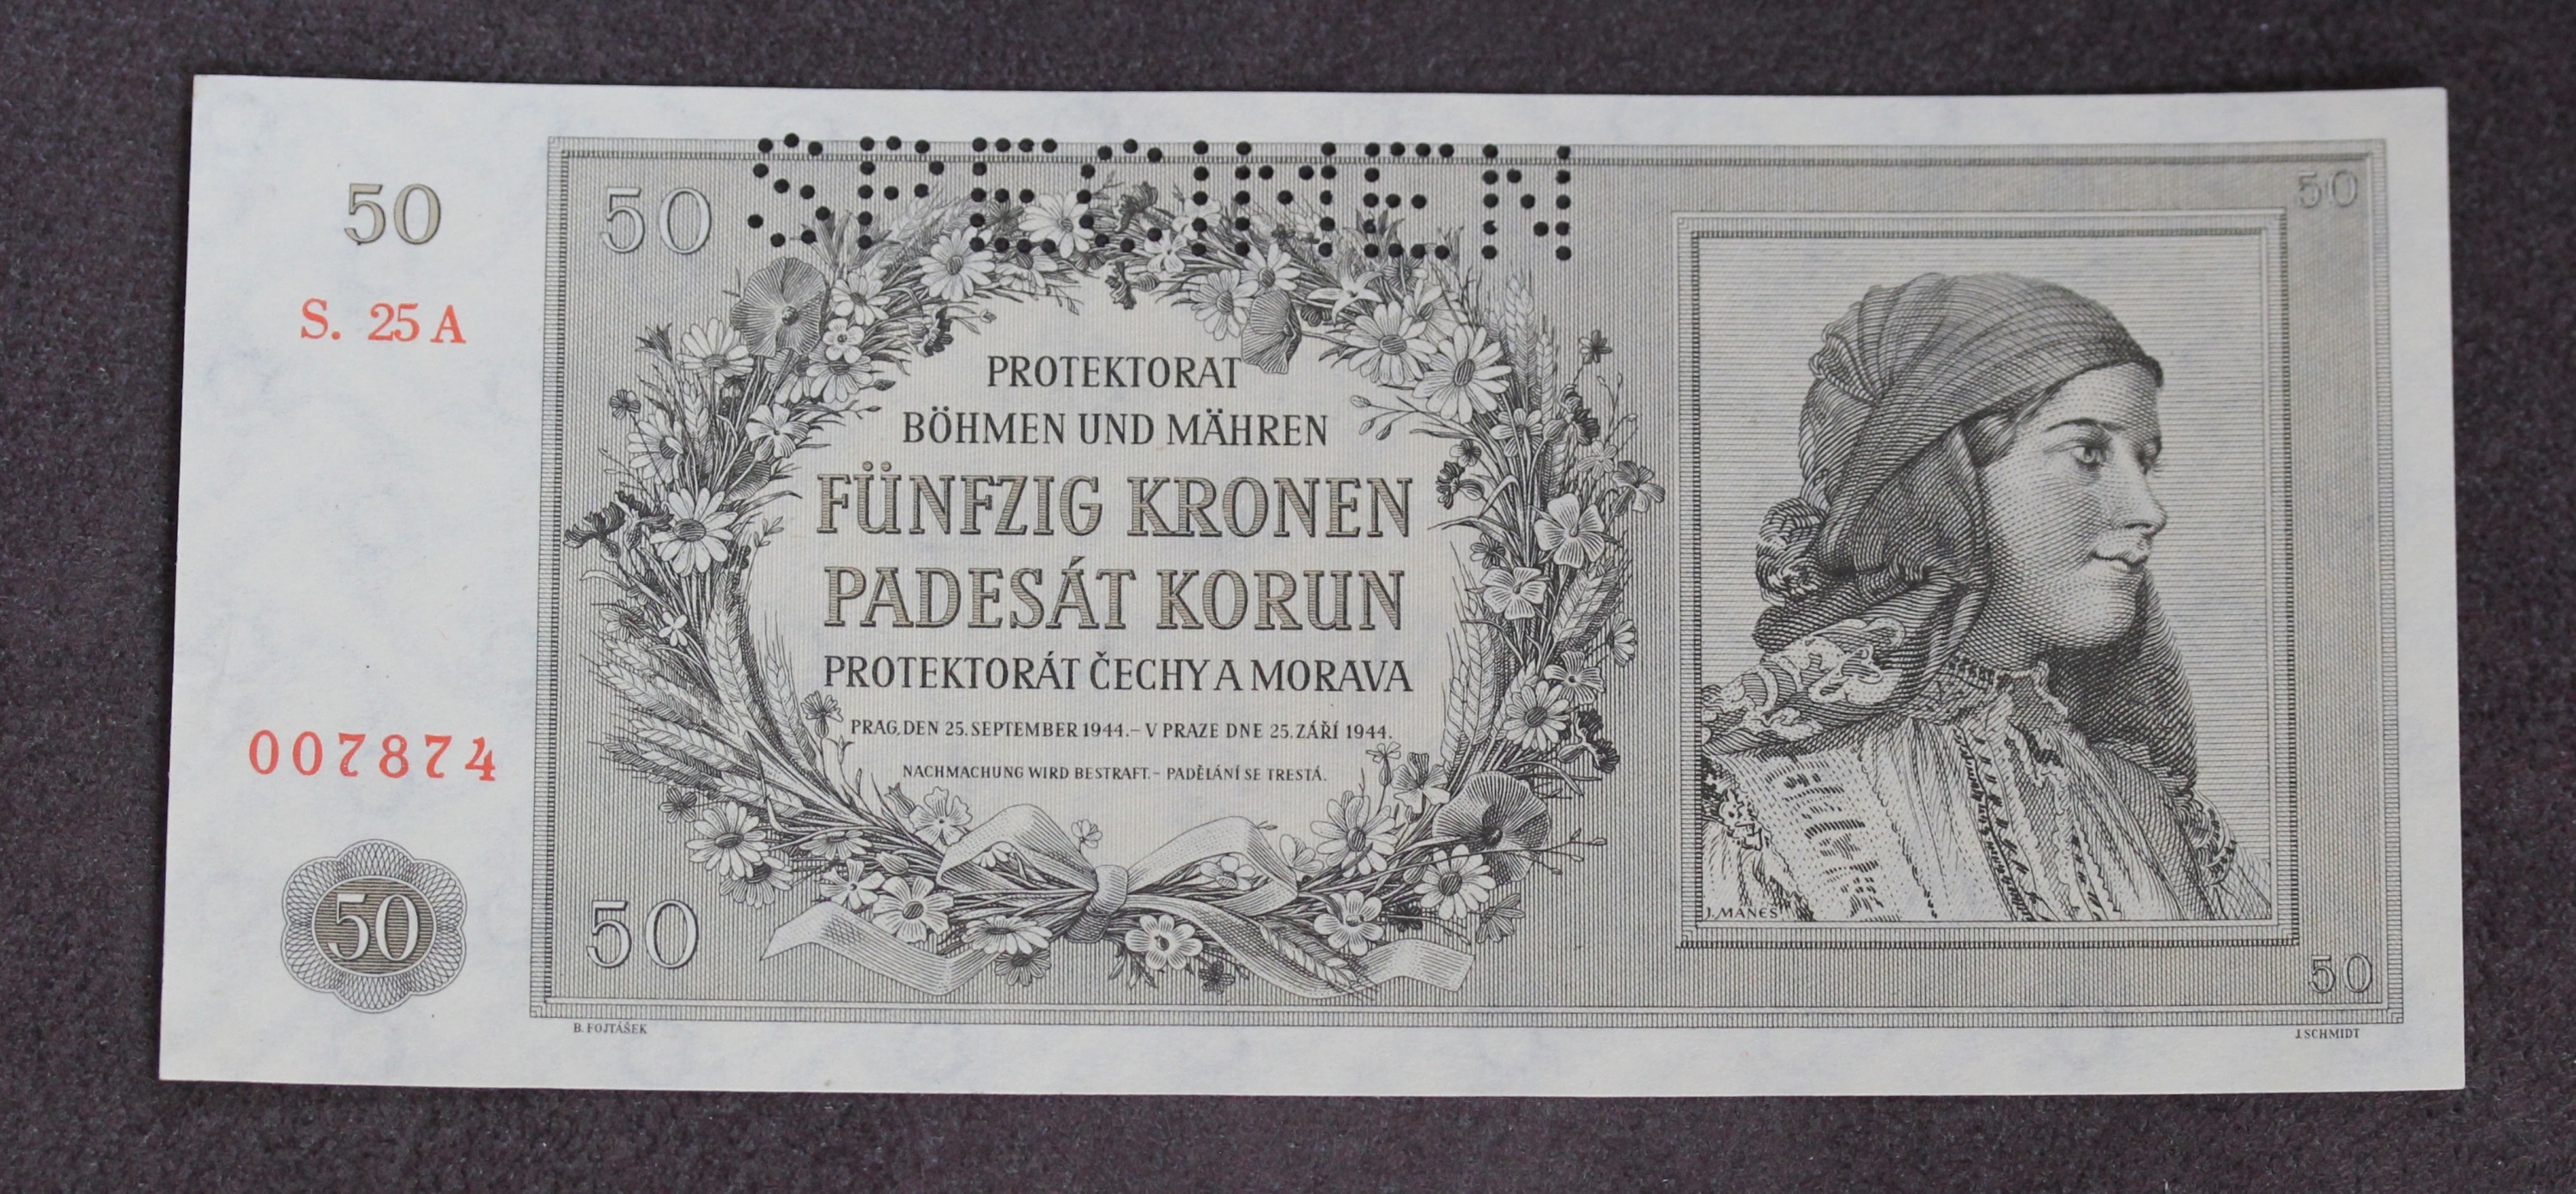 SPECIMEN
50
50
50
S. 25 A
PROTEKTORAT
BÖHMEN UND MÄHREN
FÜNFZIG KRONEN
PADESÁT KORUN
PROTEKTORÁT ČECHY A MORAVA
PRAG, DEN 25. SEPTEMBER 1944. – V PRAZE DNE 25. ZÁŘÍ 1944.
NACHMACHUNG WIRD BESTRAFT. – PADĚLÁNÍ SE TRESTÁ.
007874
50
50
J. MÁNES
50
B. FOJTÁŠEK
J. SCHMIDT